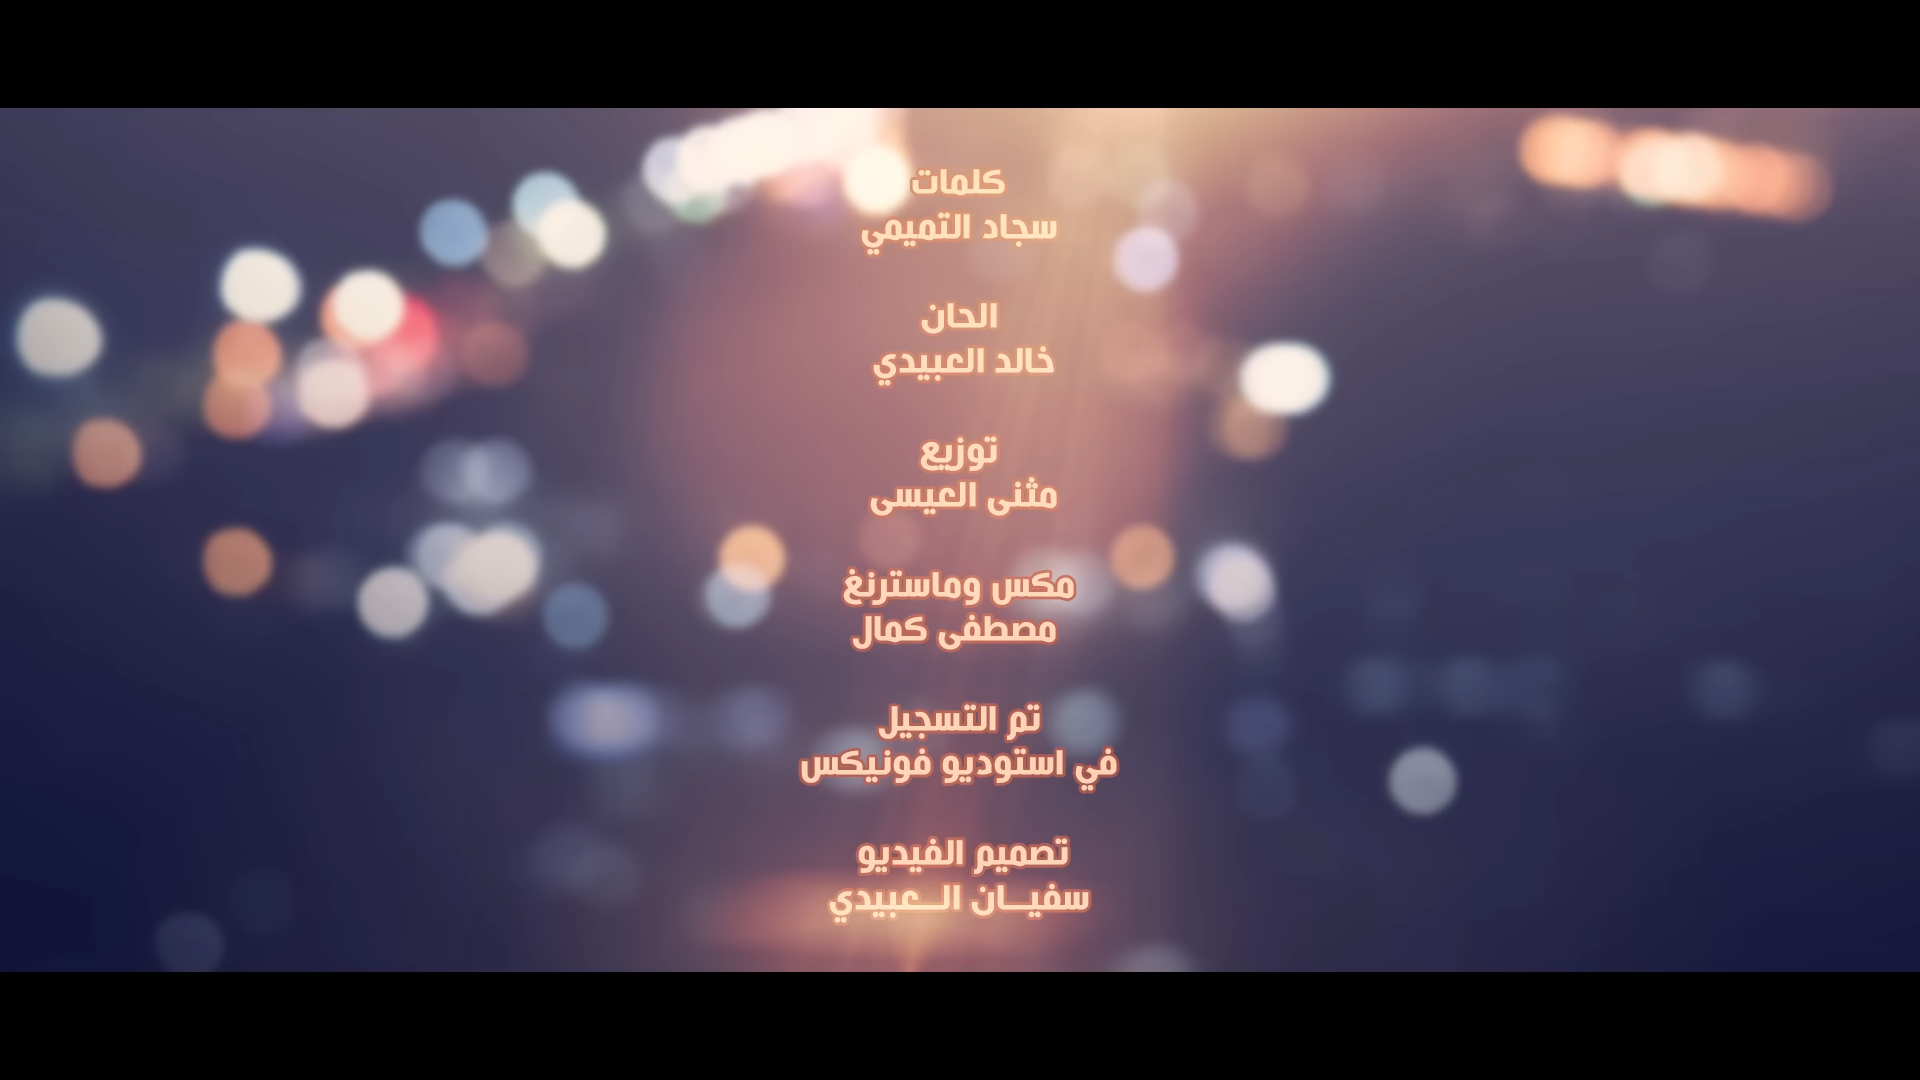 كلمات
سجاد التميمي
الحان
خالد العبيدي
توزيع
مثنى العيسى
مكس وماسترنغ
مصطفى كمال
تم التسجيل
في استوديو فونيكس
تصميم الفيديو
سفيـــان الـــعبيدي